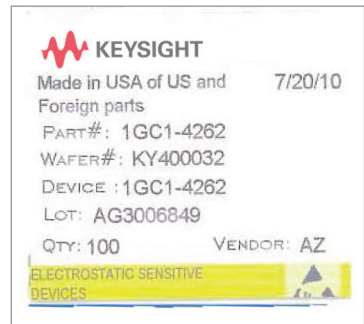 KEYSIGHT
Made in USA of US and 7/20/10
Foreign parts
PART#: 1GC1-4262
WAFER#: KY400032
DEVICE : 1GC1-4262
LOT: AG3006849
QTY: 100 VENDOR: AZ
ELECTROSTATIC SENSITIVE
DEVICES